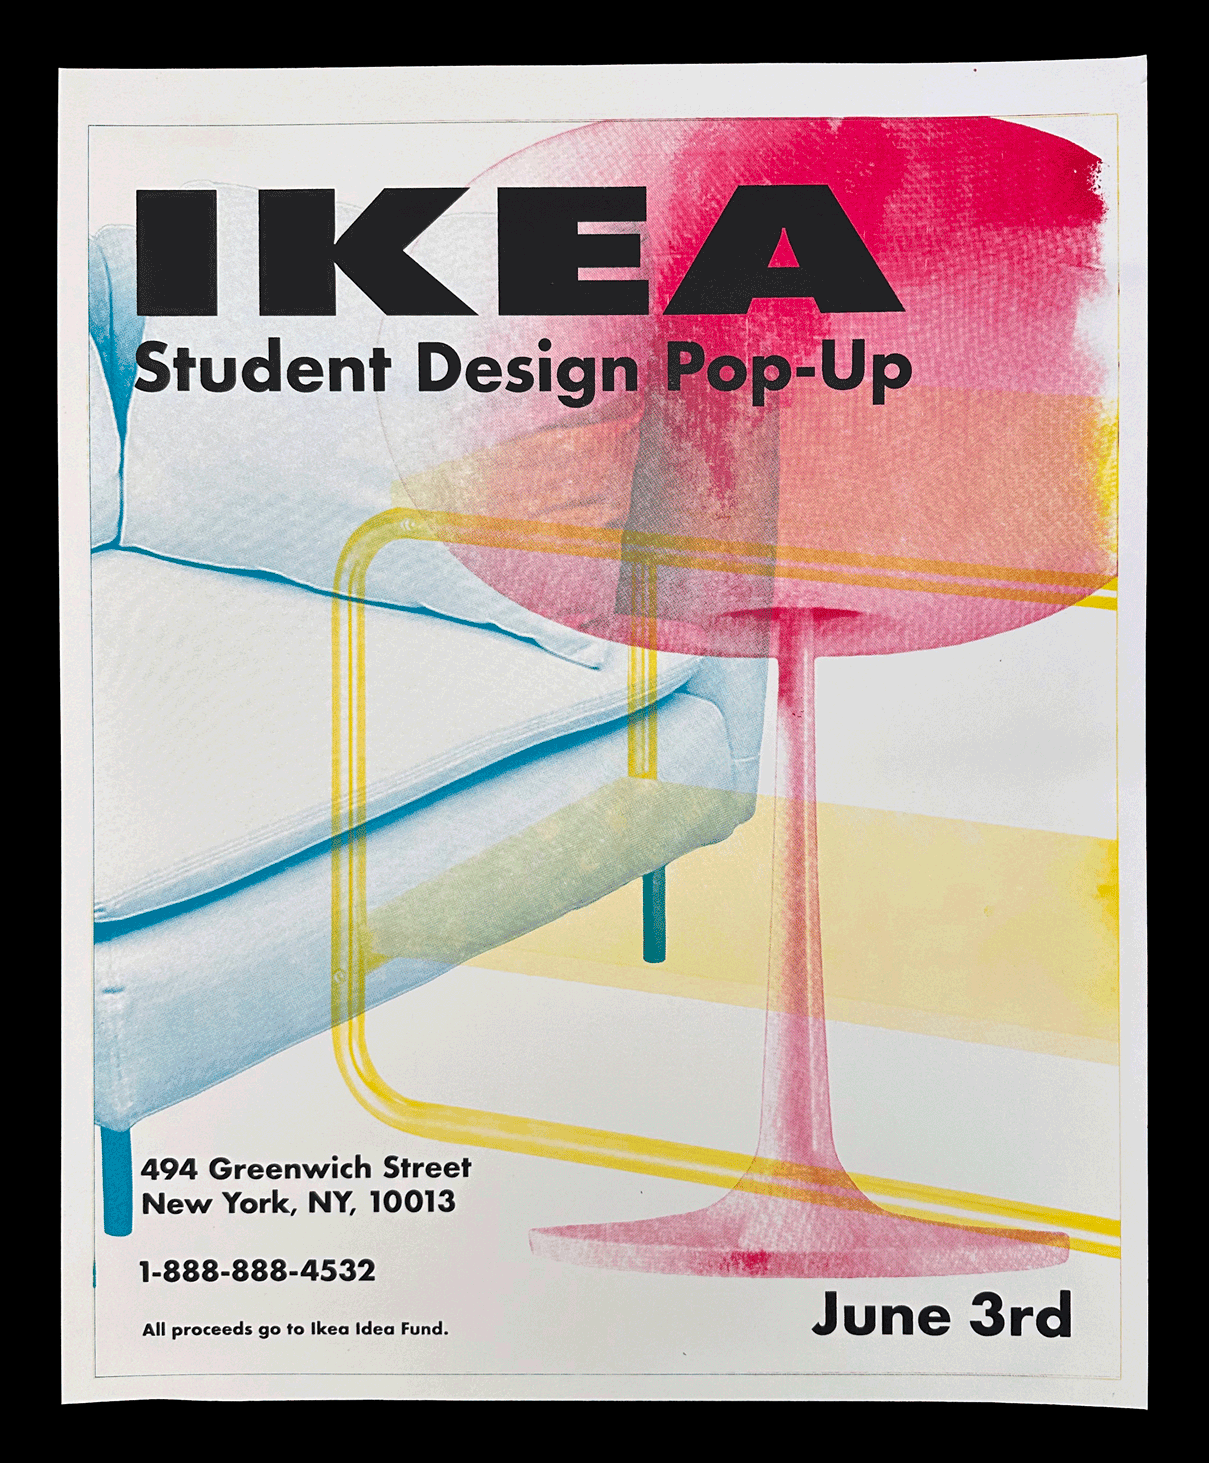 IKEA
Student Design Pop-Up
494 Greenwich Street
New York, NY, 10013
1-888-888-4532
All proceeds go to Ikea Idea Fund.
June 3rd